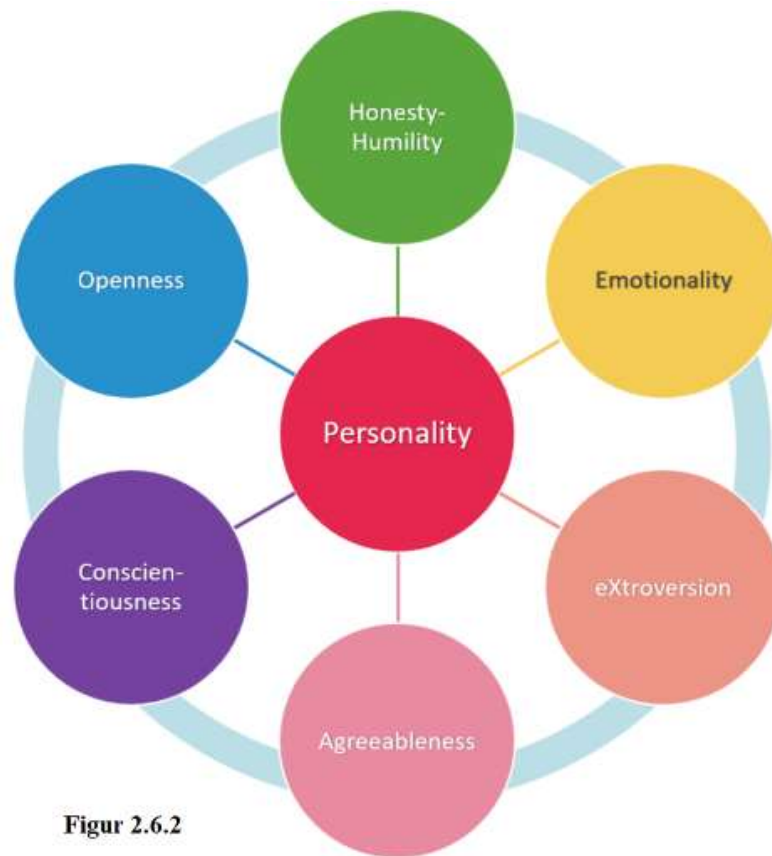 Honesty-
Humility
Openness
Emotionality
Personality
Conscien-
tiousness
eXtroversion
Agreeableness
Figur 2.6.2